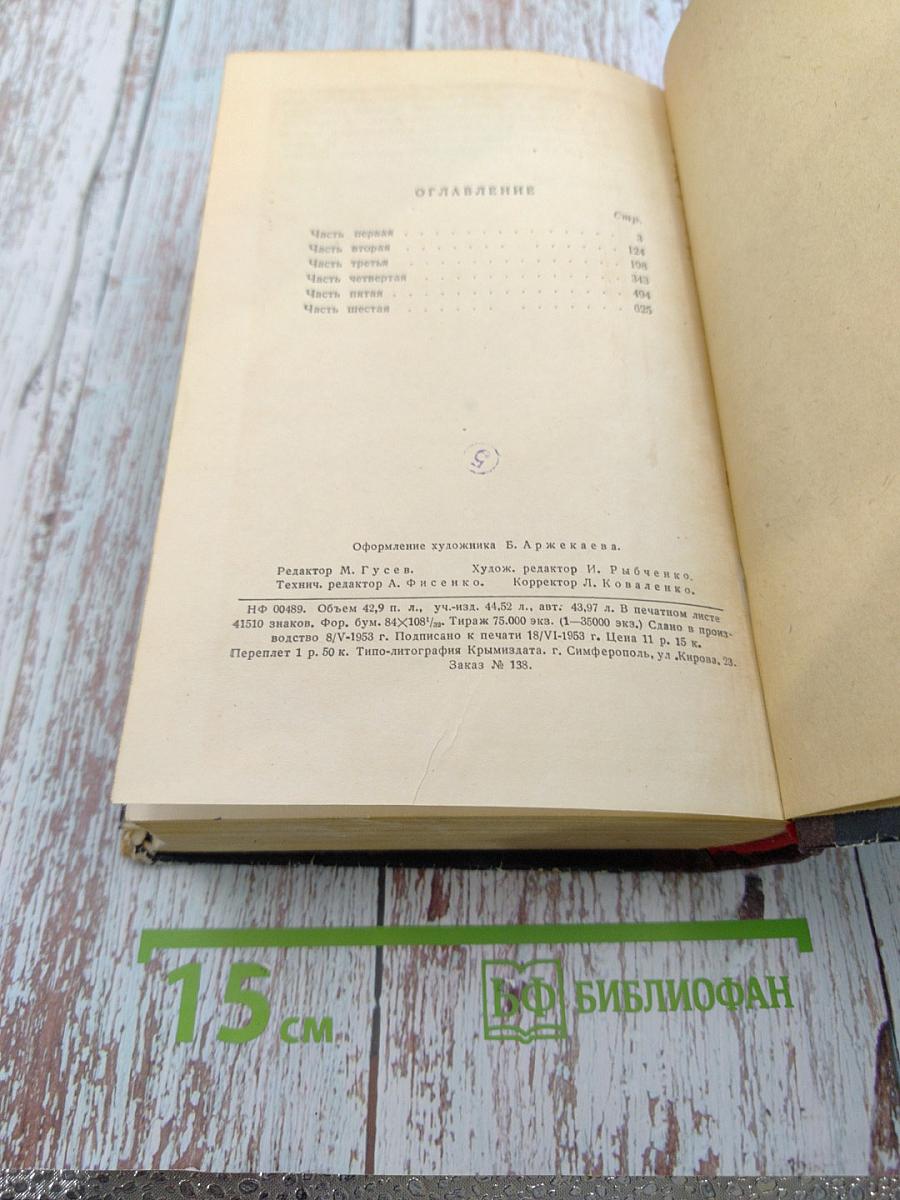 ОГЛАВЛЕНИЕ
Стр.
Часть первая . . . . . . . . . . . 3
Часть вторая . . . . . . . . . . . 124
Часть третья . . . . . . . . . . . 198
Часть четвертая . . . . . . . . . . 343
Часть пятая . . . . . . . . . . . 494
Часть шестая . . . . . . . . . . . 625
5
Оформление художника Б. Аржекаева.
Редактор М. Гусев. Худож. редактор И. Рыбченко.
Технич. редактор А. Фисенко. Корректор Л. Коваленко.
НФ 00489. Объем 42,9 п. л., уч.-изд. 44,52 л., авт. 43,97 л. В печатном листе
41510 знаков. Фор. бум. 84×108¹/₃₂. Тираж 75.000 экз. (1—35000 экз.) Сдано в произ-
водство 8/V-1953 г. Подписано к печати 18/VI-1953 г. Цена 11 р. 15 к.
Переплет 1 р. 50 к. Типо-литография Крымиздата. г. Симферополь, ул .Кирова, 23.
Заказ № 138.
15 см
БФ БИБЛИОФАН